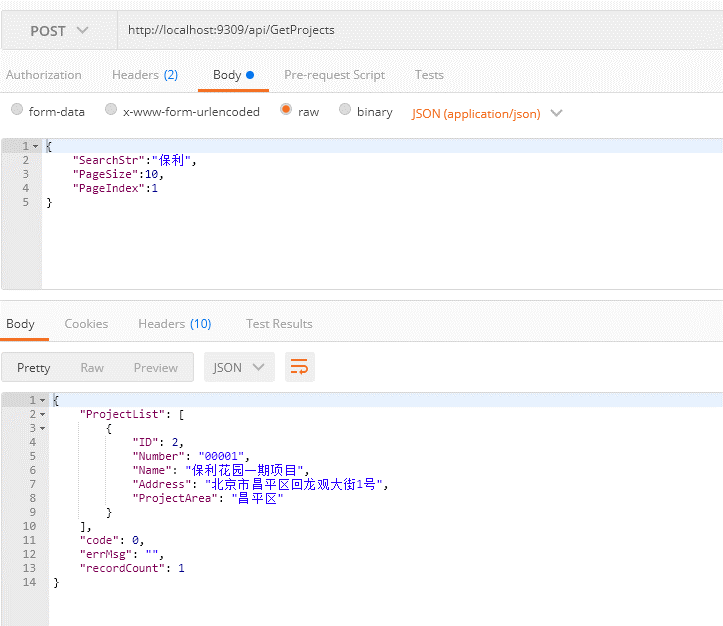 POST http://localhost:9309/api/GetProjects
Authorization Headers (2) Body Pre-request Script Tests
form-data x-www-form-urlencoded raw binary JSON (application/json)
1 {
2 "SearchStr":"保利",
3 "PageSize":10,
4 "PageIndex":1
5 }
Body Cookies Headers (10) Test Results
Pretty Raw Preview JSON
1 {
2 "ProjectList": [
3 {
4 "ID": 2,
5 "Number": "00001",
6 "Name": "保利花园一期项目",
7 "Address": "北京市昌平区回龙观大街1号",
8 "ProjectArea": "昌平区"
9 }
10 ],
11 "code": 0,
12 "errMsg": "",
13 "recordCount": 1
14 }